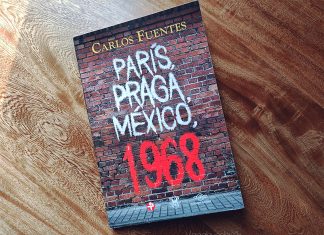 CARLOS FUENTES
PARÍS,
PRAGA,
MÉXICO,
1968